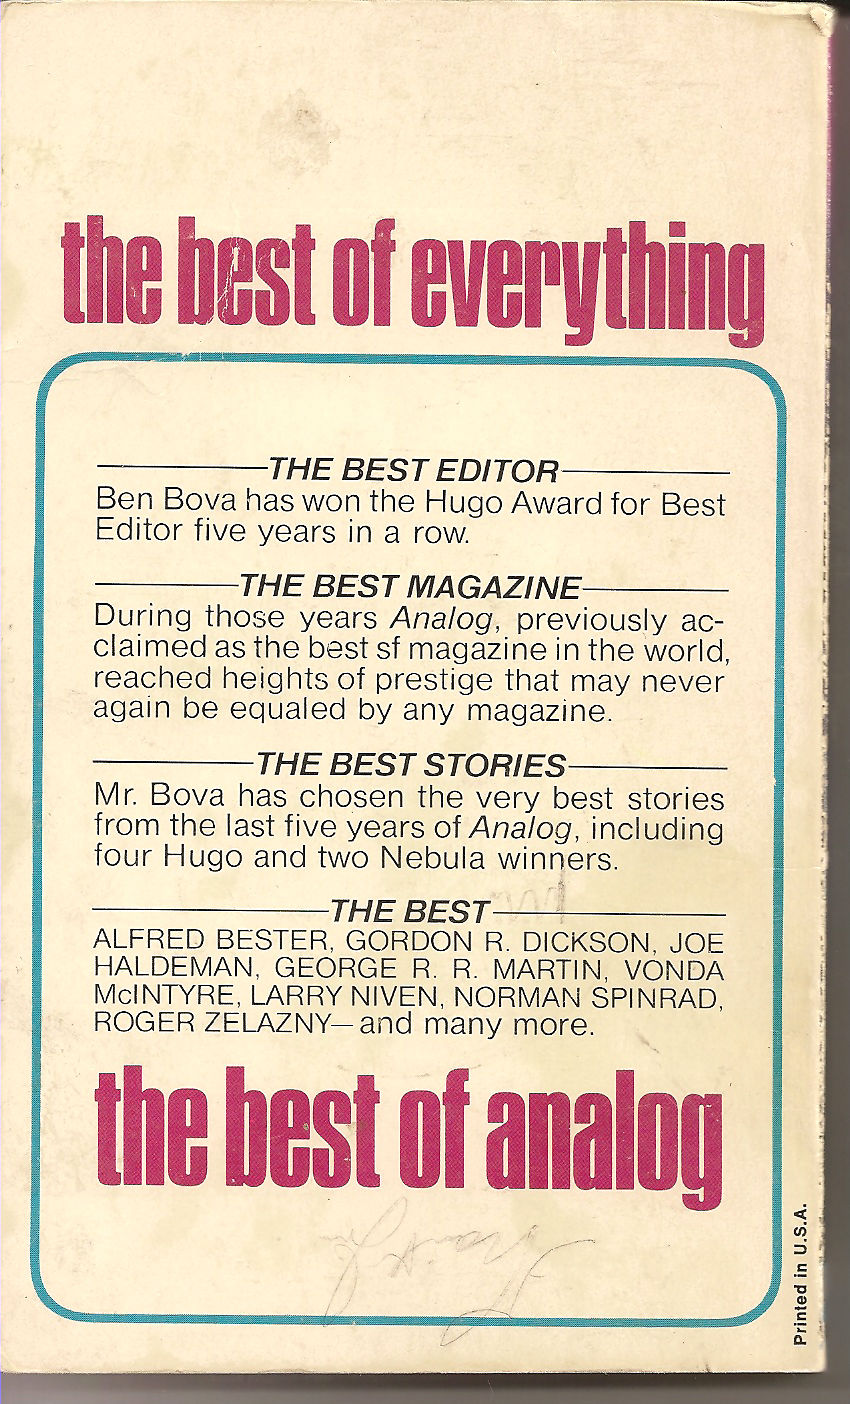 the best of everything
THE BEST EDITOR
Ben Bova has won the Hugo Award for Best
Editor five years in a row.
THE BEST MAGAZINE
During those years Analog, previously ac-
claimed as the best sf magazine in the world,
reached heights of prestige that may never
again be equaled by any magazine.
THE BEST STORIES
Mr. Bova has chosen the very best stories
from the last five years of Analog, including
four Hugo and two Nebula winners.
THE BEST
ALFRED BESTER, GORDON R. DICKSON, JOE
HALDEMAN, GEORGE R. R. MARTIN, VONDA
McINTYRE, LARRY NIVEN, NORMAN SPINRAD,
ROGER ZELAZNY—and many more.
the best of analog
Printed in U.S.A.